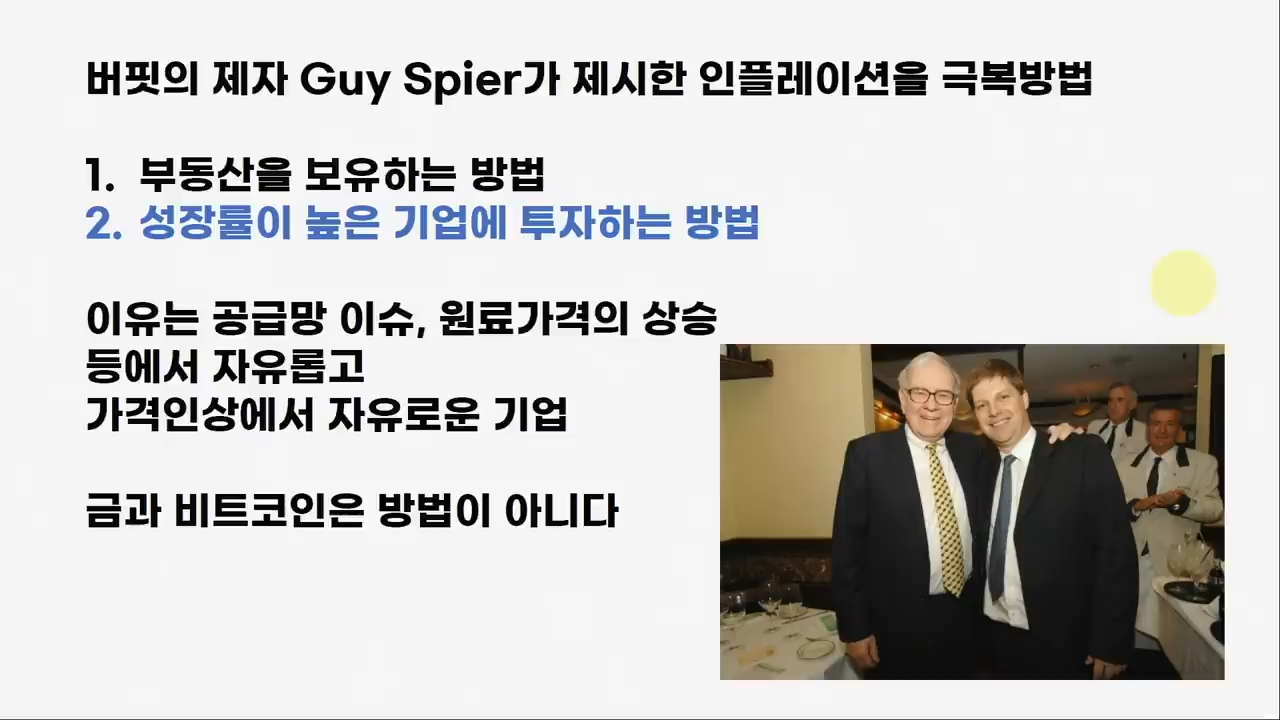 버핏의 제자 Guy Spier가 제시한 인플레이션을 극복방법
1. 부동산을 보유하는 방법
2. 성장률이 높은 기업에 투자하는 방법
이유는 공급망 이슈, 원료가격의 상승
등에서 자유롭고
가격인상에서 자유로운 기업
금과 비트코인은 방법이 아니다